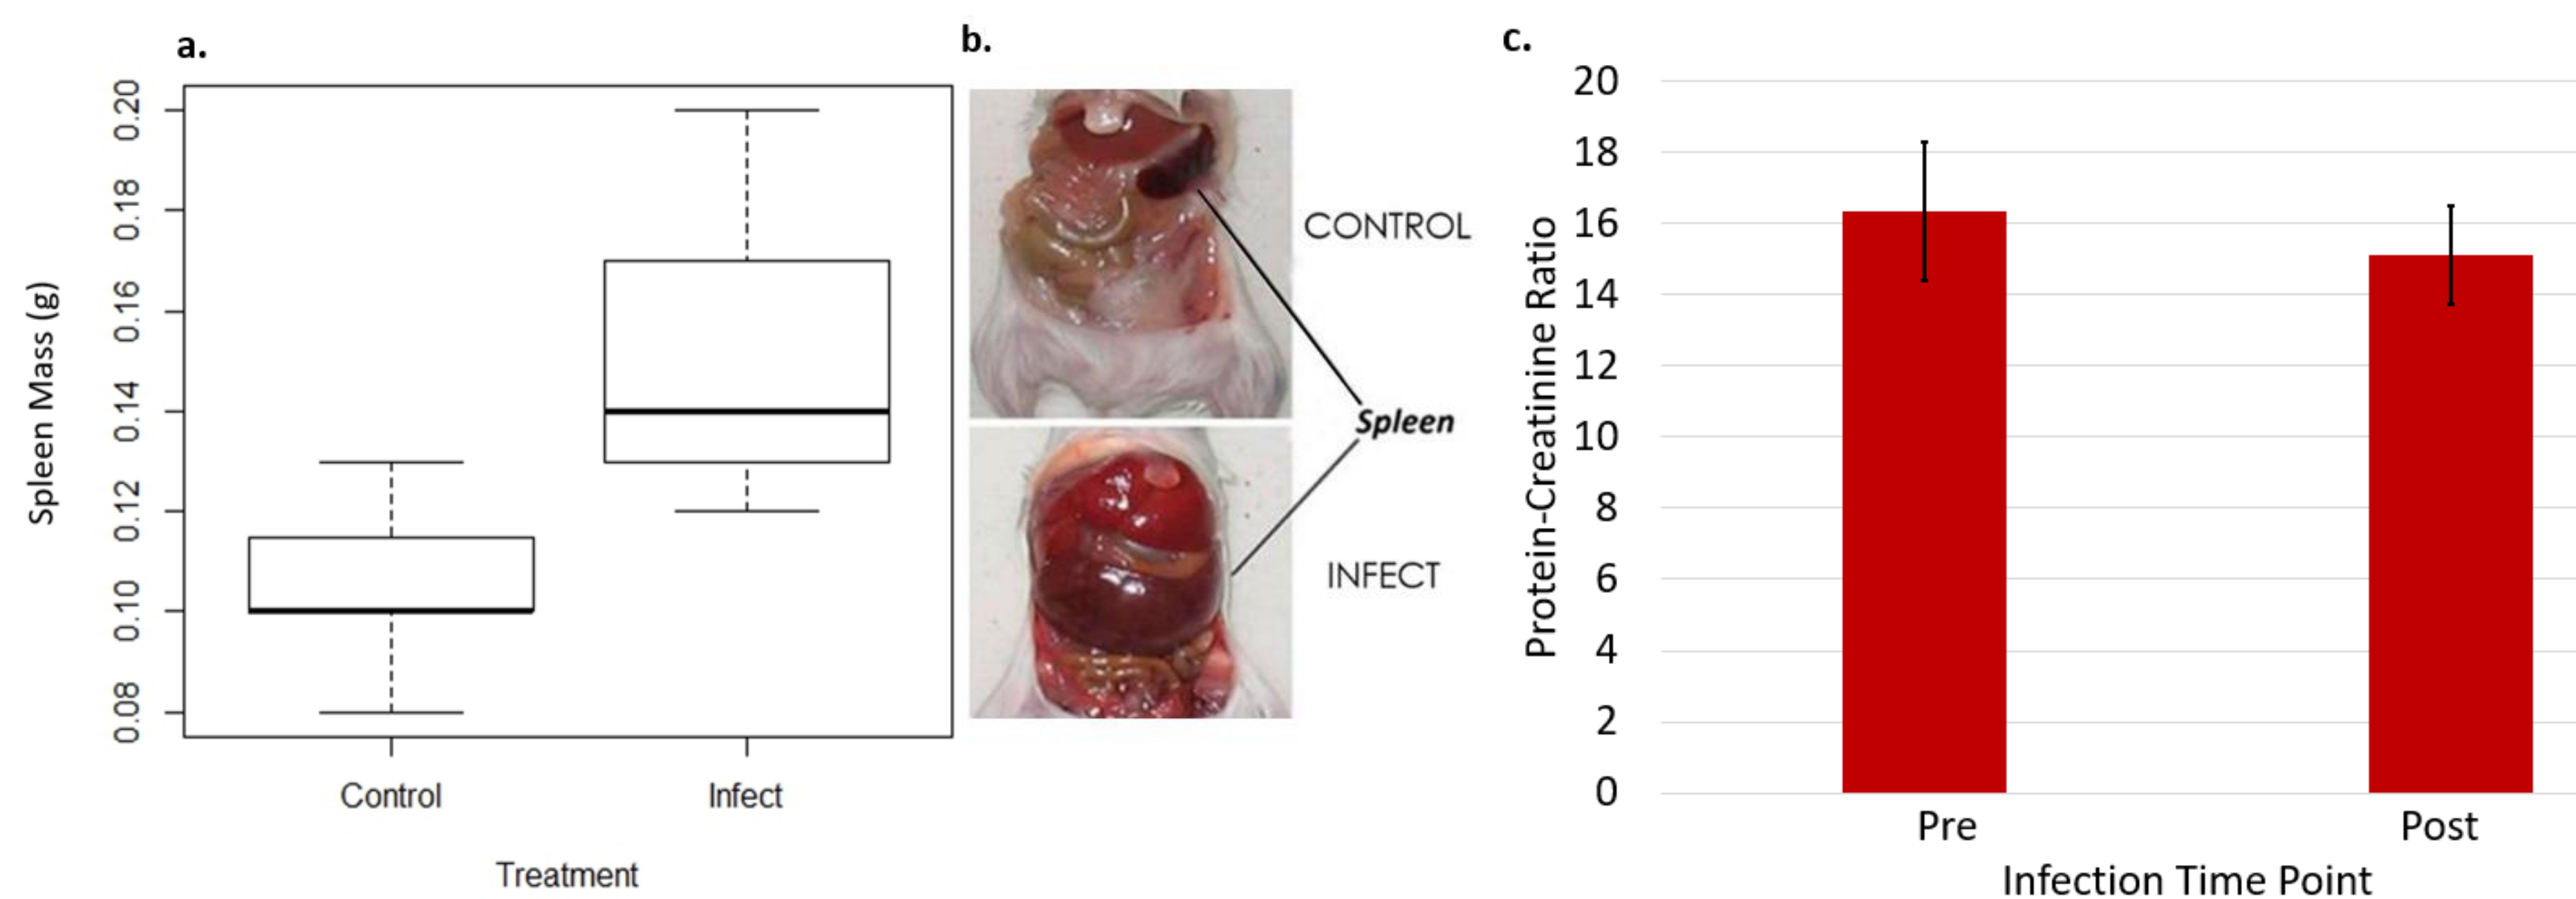 a.
Spleen Mass (g)
0.20
0.18
0.16
0.14
0.12
0.10
0.08
Control
Infect
Treatment
b.
CONTROL
Spleen
INFECT
c.
Protein-Creatinine Ratio
20
18
16
14
12
10
8
6
4
2
0
Pre
Post
Infection Time Point